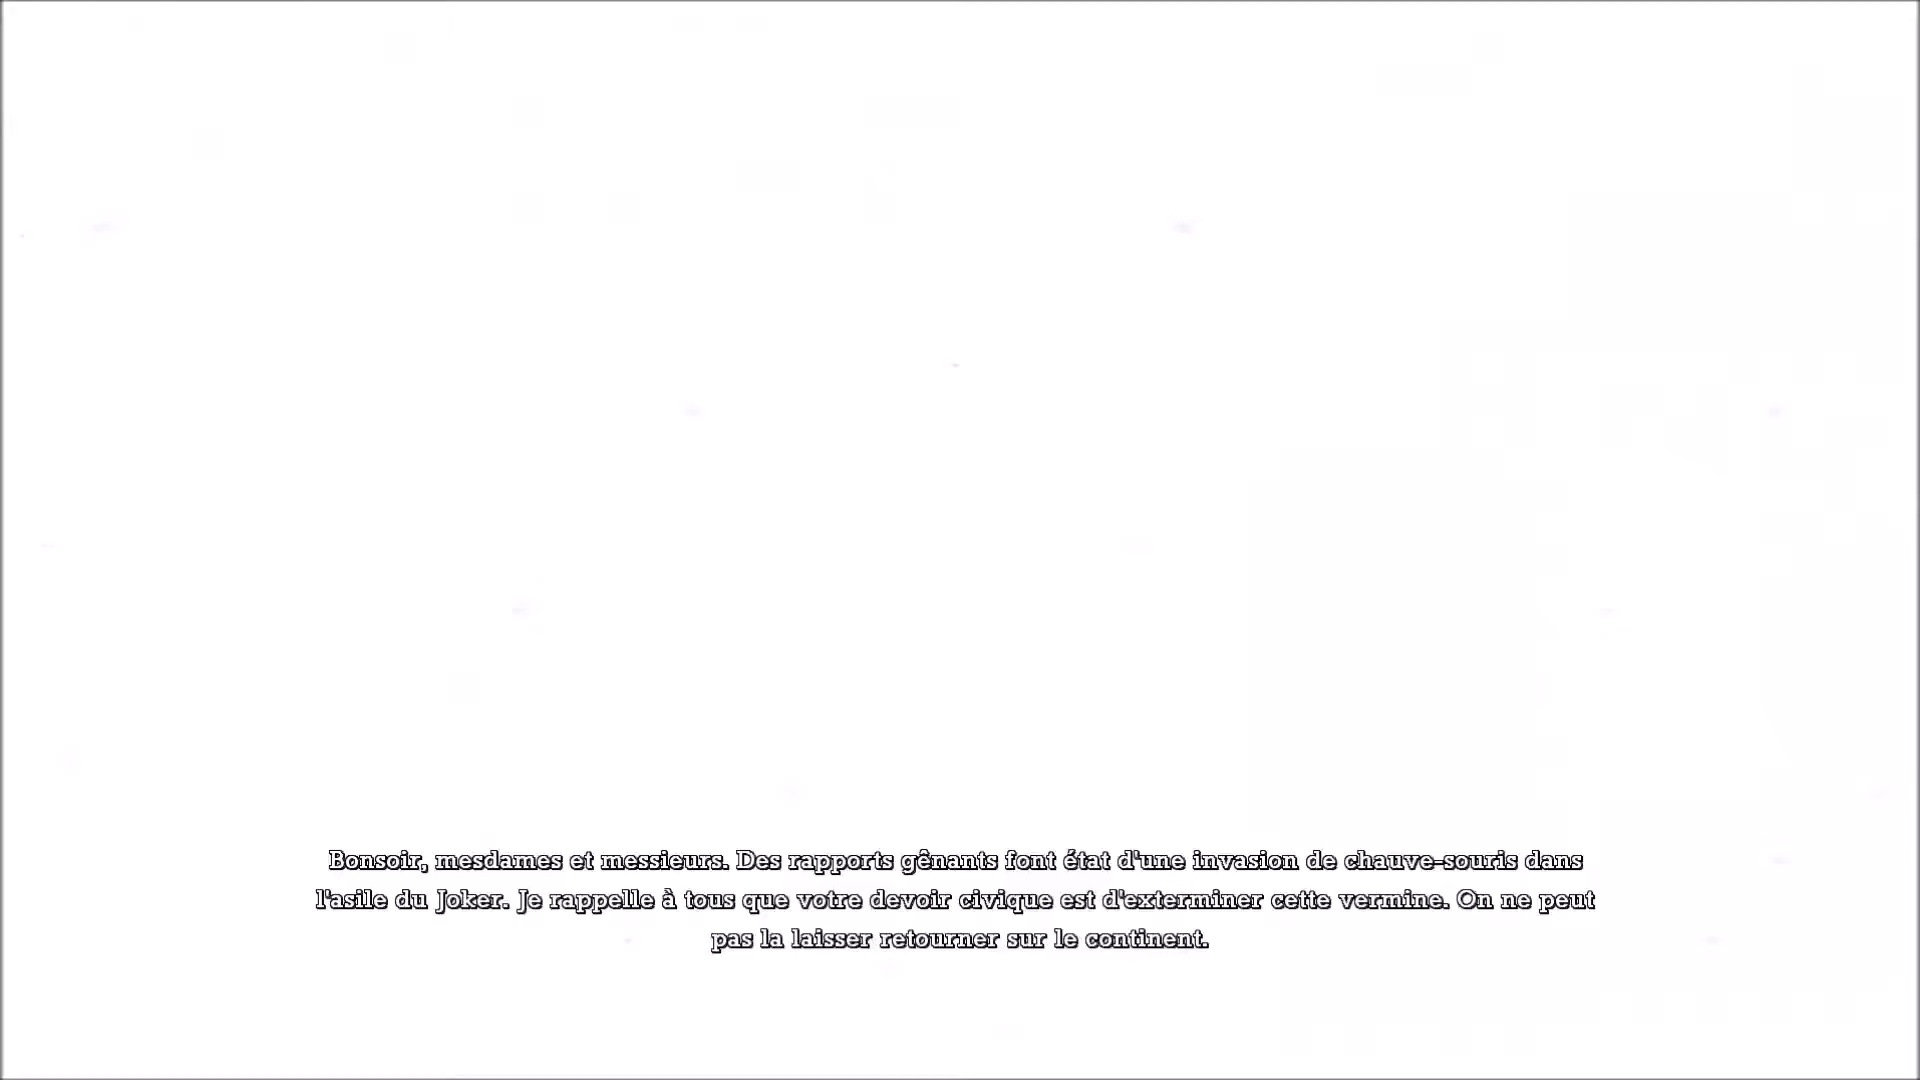 Bonsoir, mesdames et messieurs. Des rapports gênants font état d'une invasion de chauve-souris dans
l'asile du Joker. Je rappelle à tous que votre devoir civique est d'exterminer cette vermine. On ne peut
pas la laisser retourner sur le continent.